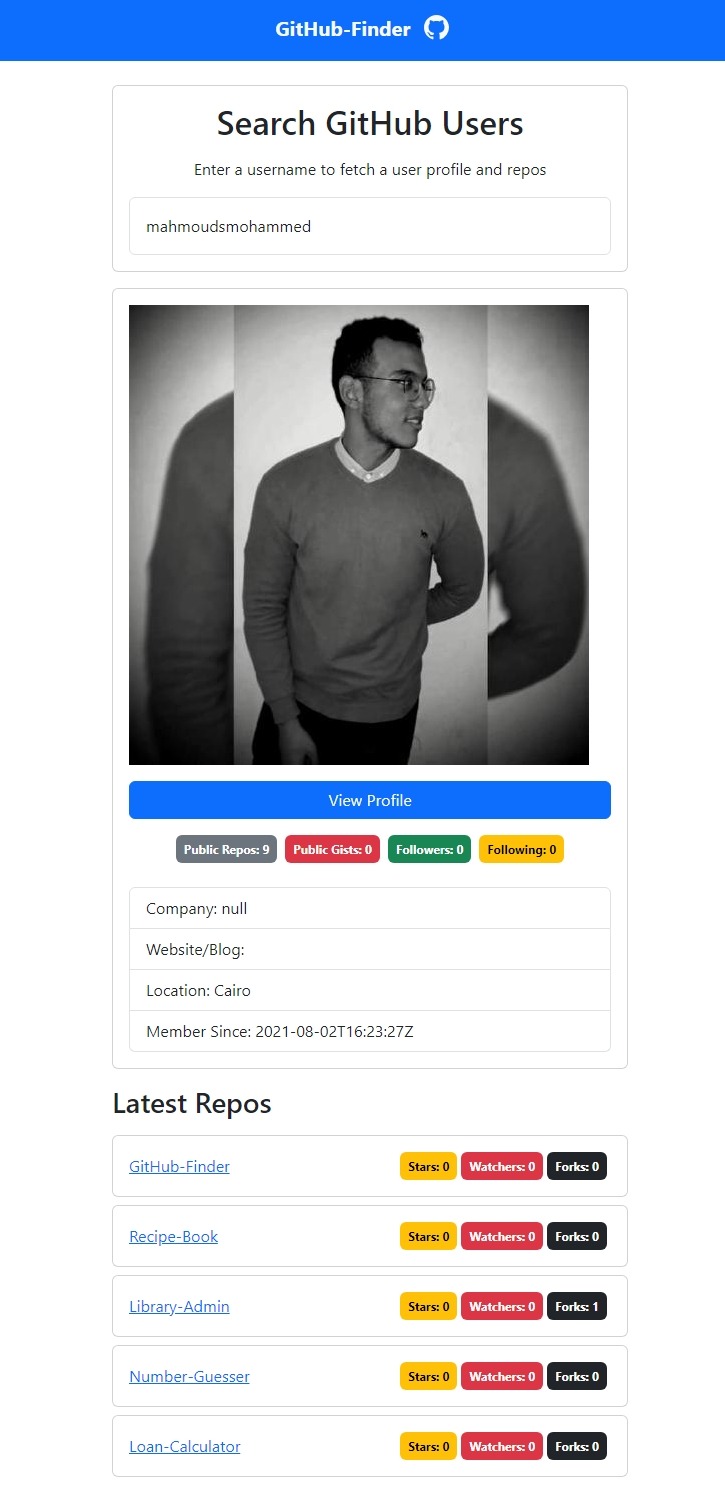 GitHub-Finder
Search GitHub Users
Enter a username to fetch a user profile and repos
mahmoudsmohammed
View Profile
Public Repos: 9 Public Gists: 0 Followers: 0 Following: 0
Company: null
Website/Blog:
Location: Cairo
Member Since: 2021-08-02T16:23:27Z
Latest Repos
GitHub-Finder Stars: 0 Watchers: 0 Forks: 0
Recipe-Book Stars: 0 Watchers: 0 Forks: 0
Library-Admin Stars: 0 Watchers: 0 Forks: 1
Number-Guesser Stars: 0 Watchers: 0 Forks: 0
Loan-Calculator Stars: 0 Watchers: 0 Forks: 0